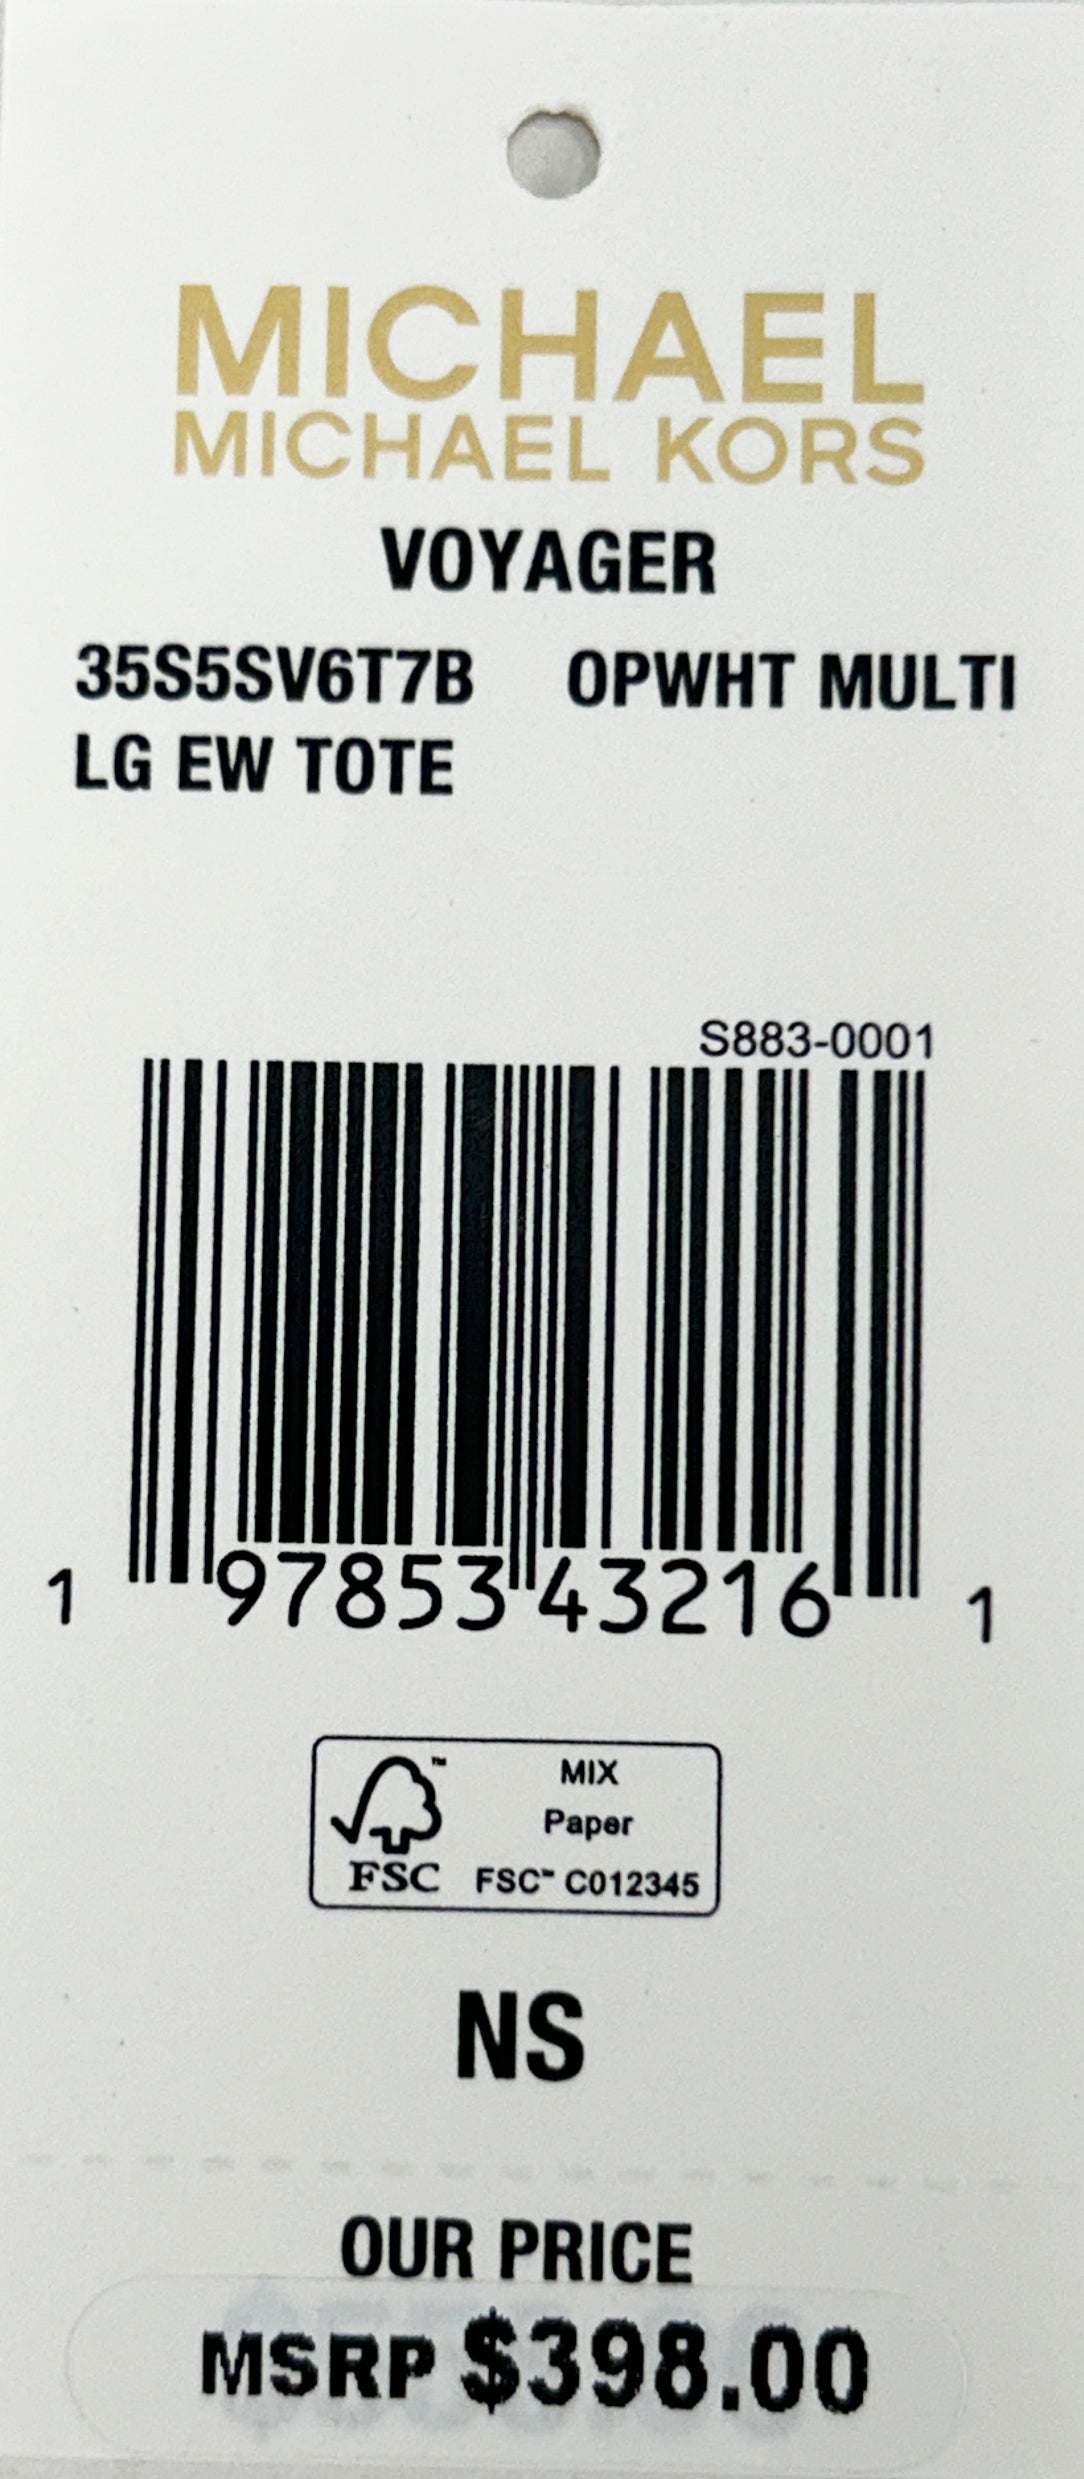 MICHAEL
MICHAEL KORS
VOYAGER
35S5SV6T7B OPWHT MULTI
LG EW TOTE
S883-0001
1 97853 43216 1
MIX
Paper
FSC™ C012345
™
FSC
NS
OUR PRICE
MSRP $398.00